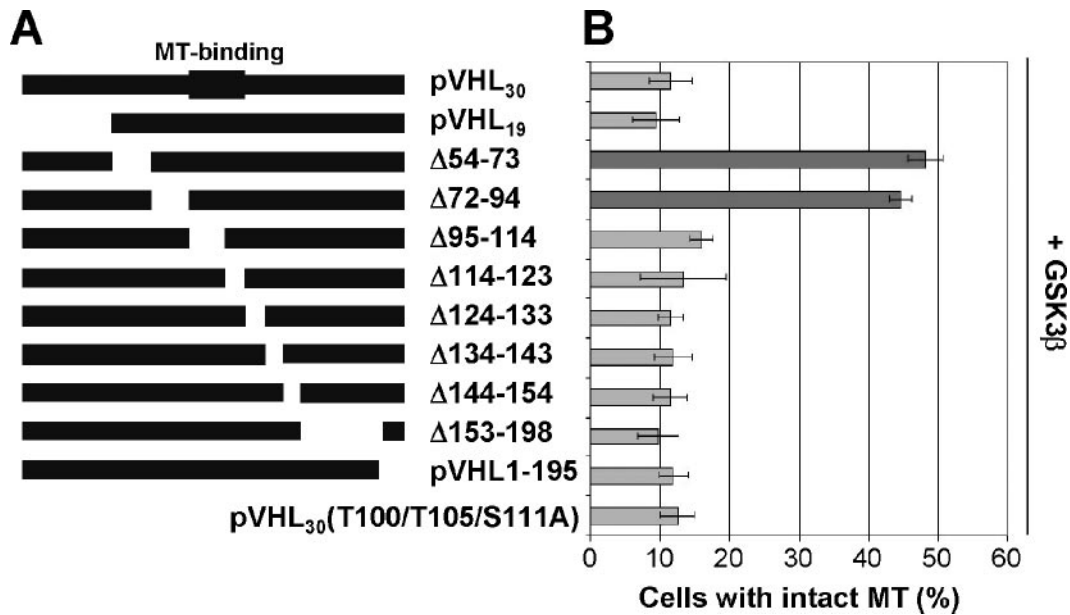 A
B
MT-binding
pVHL₃₀
pVHL₁₉
Δ54-73
Δ72-94
Δ95-114
Δ114-123
Δ124-133
Δ134-143
Δ144-154
Δ153-198
pVHL1-195
pVHL₃₀(T100/T105/S111A)
+ GSK3β
0 10 20 30 40 50 60
Cells with intact MT (%)